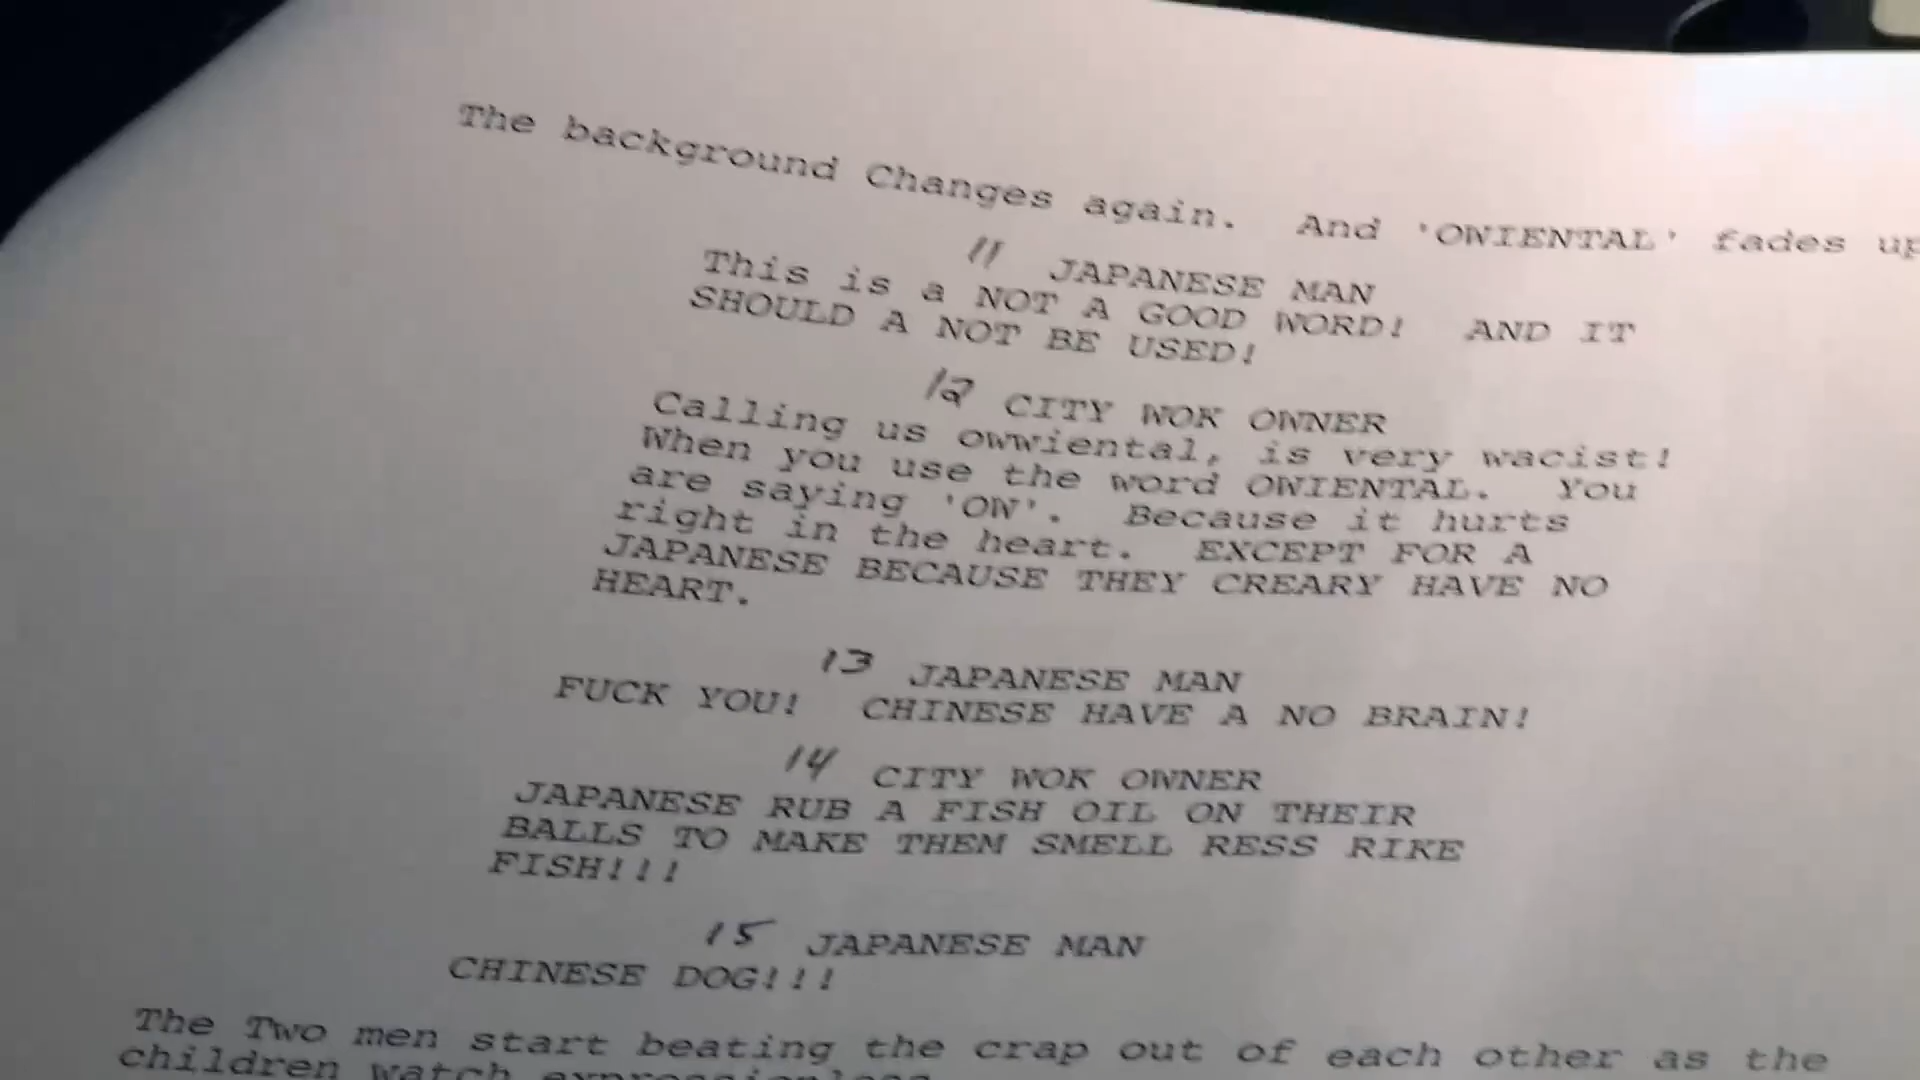 The background Changes again. And 'OWIENTAL' fades up
11 JAPANESE MAN
This is a NOT A GOOD WORD! AND IT
SHOULD A NOT BE USED!
12 CITY WOK OWNER
Calling us owwiental, is very wacist!
When you use the word OWIENTAL. You
are saying 'OW'. Because it hurts
right in the heart. EXCEPT FOR A
JAPANESE BECAUSE THEY CREARY HAVE NO
HEART.
13 JAPANESE MAN
FUCK YOU! CHINESE HAVE A NO BRAIN!
14 CITY WOK OWNER
JAPANESE RUB A FISH OIL ON THEIR
BALLS TO MAKE THEM SMELL RESS RIKE
FISH!!!
15 JAPANESE MAN
CHINESE DOG!!!
The Two men start beating the crap out of each other as the
children watch